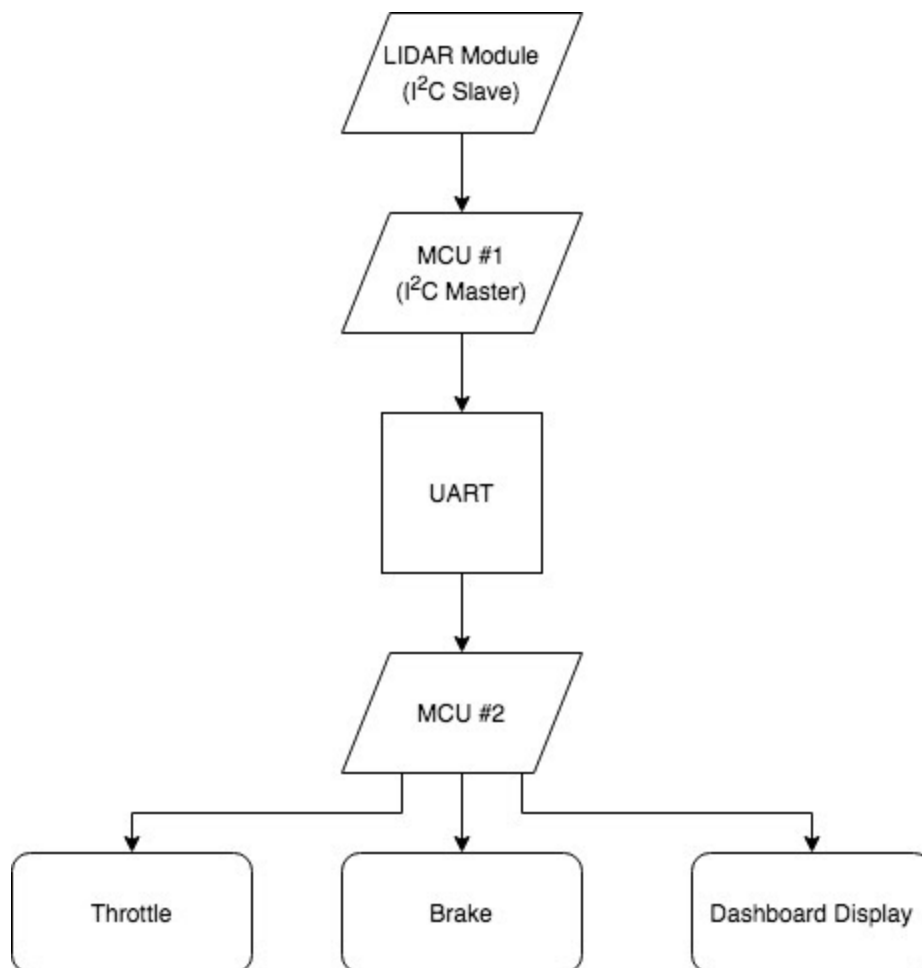 LIDAR Module
(I²C Slave)
MCU #1
(I²C Master)
UART
MCU #2
Throttle
Brake
Dashboard Display